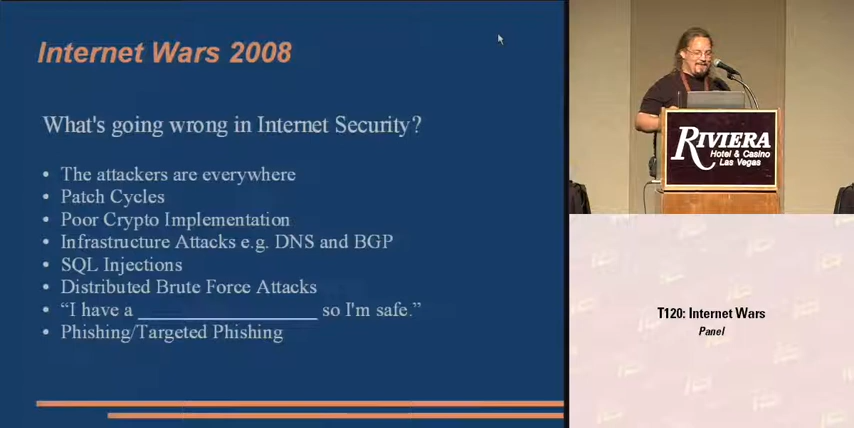 Internet Wars 2008
What's going wrong in Internet Security?
• The attackers are everywhere
• Patch Cycles
• Poor Crypto Implementation
• Infrastructure Attacks e.g. DNS and BGP
• SQL Injections
• Distributed Brute Force Attacks
• “I have a __________________ so I'm safe.”
• Phishing/Targeted Phishing
RIVIERA
Hotel & Casino
Las Vegas
T120: Internet Wars
Panel